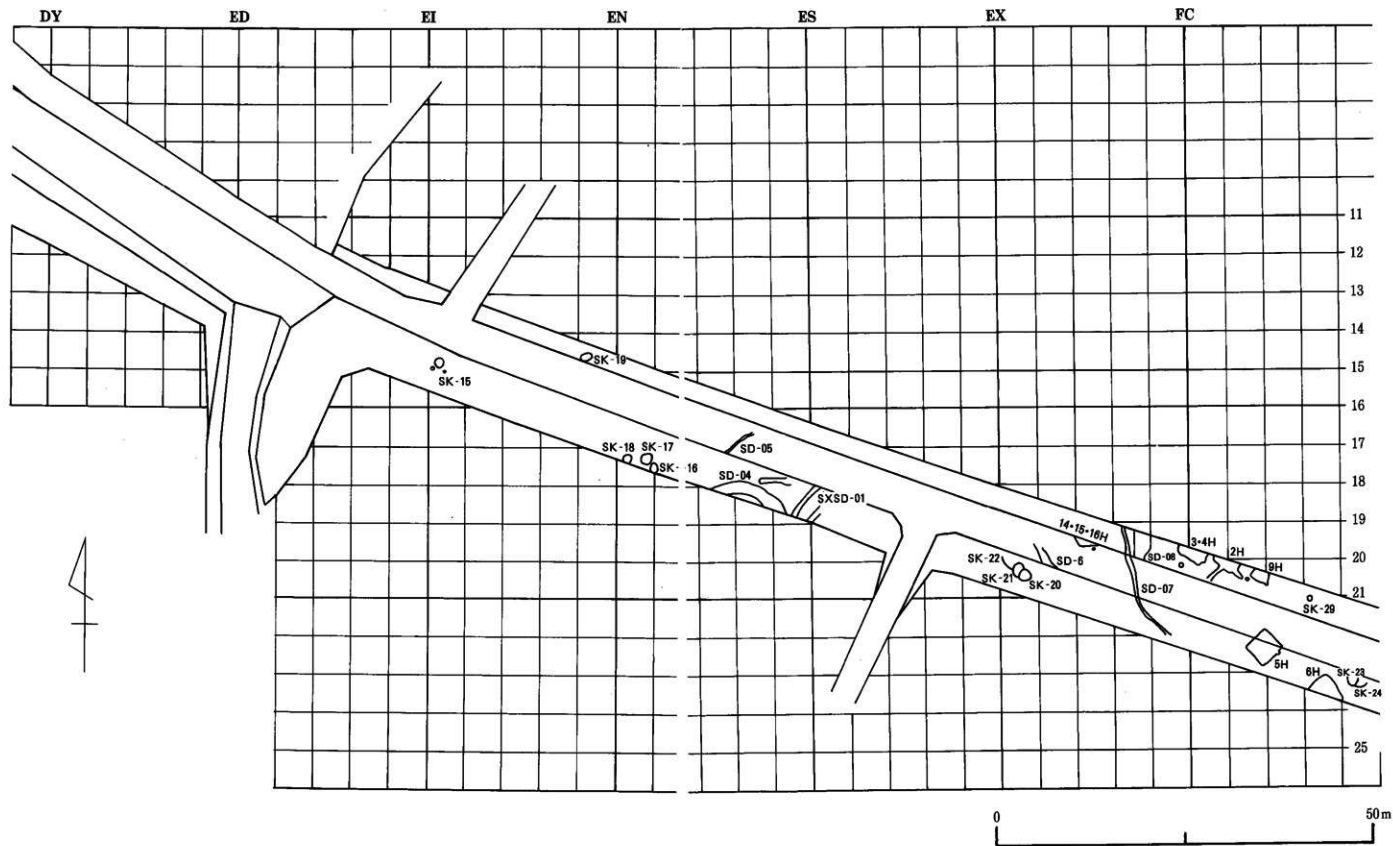 DY ED EI EN ES EX FC
11
12
13
14
SK-19
15
SK-15
16
SK-18 SK-17
SD-05
17
SK-16
SD-04
18
SXSD-01
19
14・15・16H
3・4H
SK-22
SD-6
SD-08
2H
20
9H
SK-21
SK-20
SD-07
21
SK-29
5H
6H
SK-23
SK-24
25
0 50m